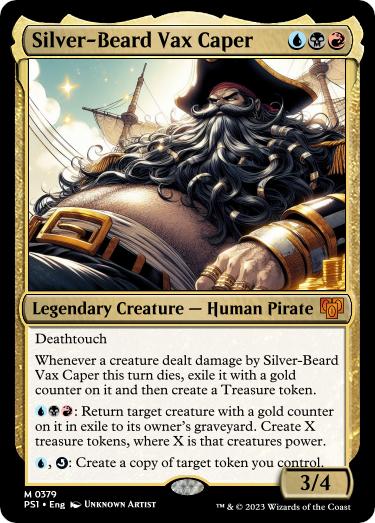 Silver-Beard Vax Caper
Legendary Creature — Human Pirate
Deathtouch
Whenever a creature dealt damage by Silver-Beard
Vax Caper this turn dies, exile it with a gold
counter on it and then create a Treasure token.
: Return target creature with a gold counter
on it in exile to its owner's graveyard. Create X
treasure tokens, where X is that creatures power.
, : Create a copy of target token you control.
3/4
M 0379
PS1 • Eng Unknown Artist
™ & © 2023 Wizards of the Coast